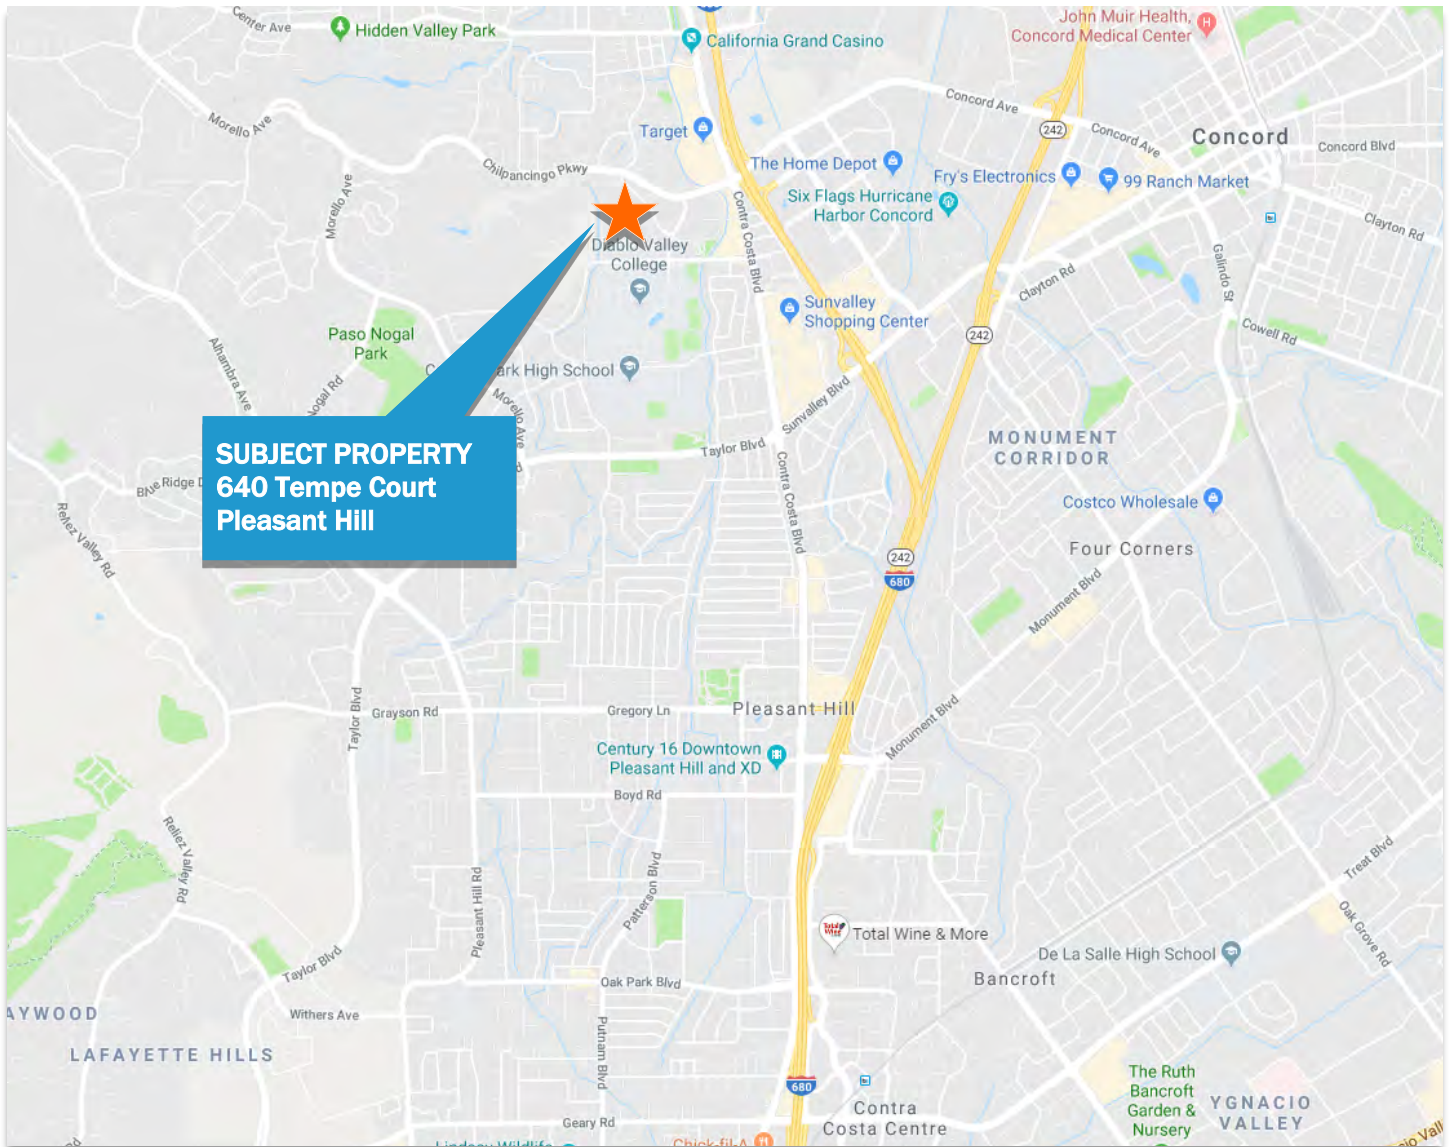 Center Ave
Hidden Valley Park
California Grand Casino
John Muir Health,
Concord Medical Center
Morello Ave
Target
Concord Ave
242
Concord Ave
Concord
Concord Blvd
Chilpancingo Pkwy
The Home Depot
Fry's Electronics
99 Ranch Market
Morello Ave
Contra Costa Blvd
Six Flags Hurricane
Harbor Concord
Clayton Rd
Diablo Valley
College
Galindo St
Clayton Rd
Sunvalley
Shopping Center
Paso Nogal
Park
242
Cowell Rd
Alhambra Ave
C
ark High School
Nogal Rd
Morello Ave
Sunvalley Blvd
SUBJECT PROPERTY
640 Tempe Court
Pleasant Hill
Taylor Blvd
MONUMENT
CORRIDOR
Blue Ridge D
Contra Costa Blvd
Costco Wholesale
Reliez Valley Rd
Four Corners
242
680
Monument Blvd
Taylor Blvd
Grayson Rd
Gregory Ln
Pleasant Hill
Monument Blvd
Century 16 Downtown
Pleasant Hill and XD
Boyd Rd
Reliez Valley Rd
Pleasant Hill Rd
Patterson Blvd
Treat Blvd
Oak Grove Rd
Total Wine
Total Wine & More
De La Salle High School
Bancroft
Taylor Blvd
Oak Park Blvd
AYWOOD
Withers Ave
Putnam Blvd
LAFAYETTE HILLS
680
The Ruth
Bancroft
Garden &
Nursery
YGNACIO
VALLEY
Contra
Costa Centre
Geary Rd
Lindsay Wildlife
Chick-fil-A